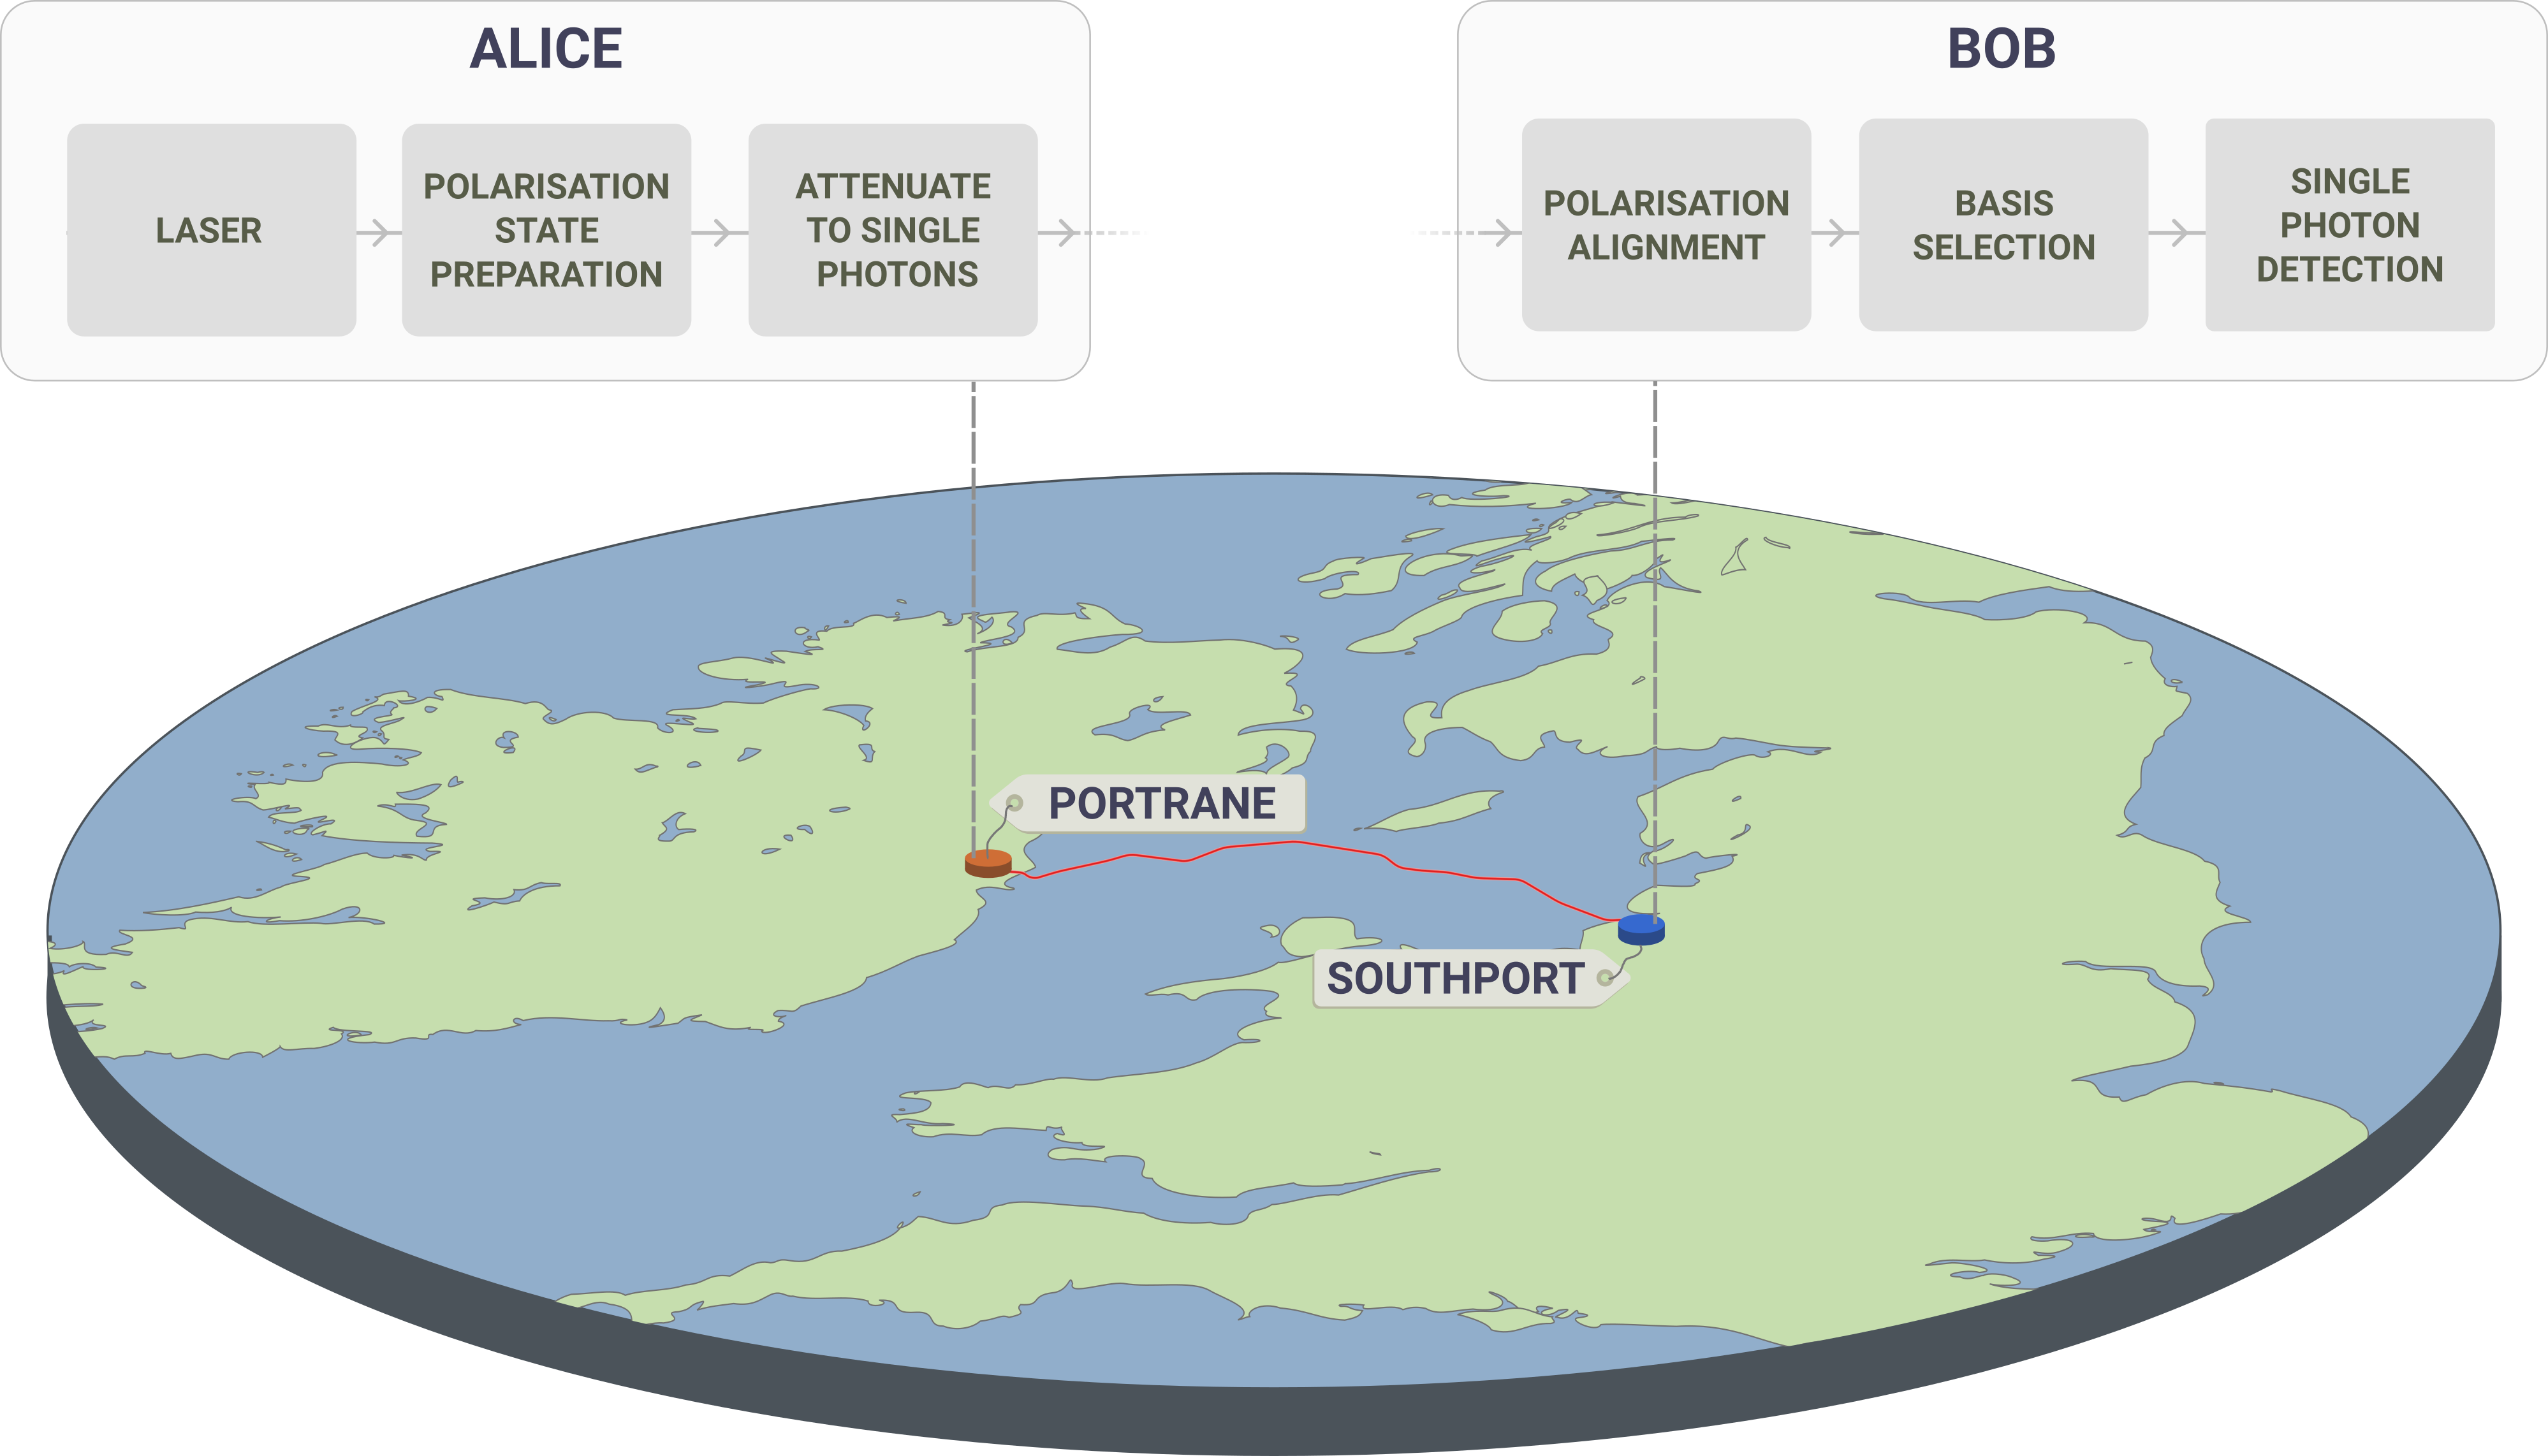 ALICE
LASER
POLARISATION
STATE
PREPARATION
ATTENUATE
TO SINGLE
PHOTONS
BOB
POLARISATION
ALIGNMENT
BASIS
SELECTION
SINGLE
PHOTON
DETECTION
PORTRANE
SOUTHPORT